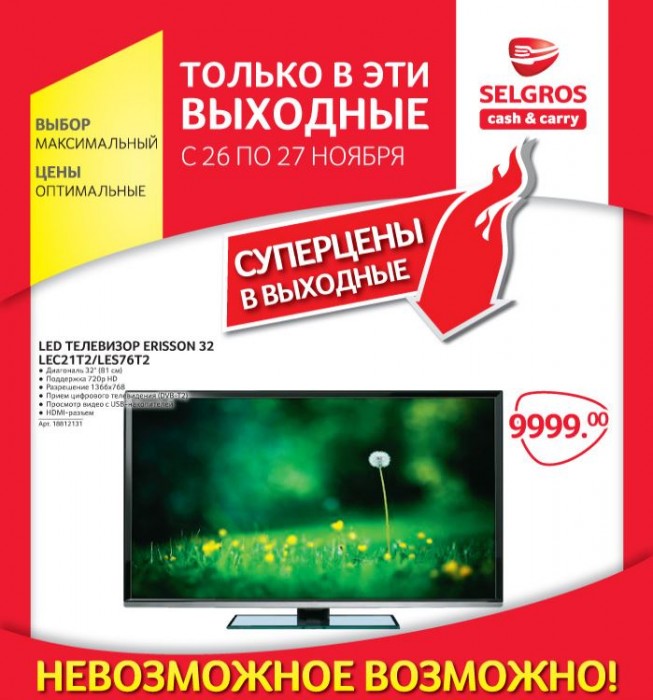 ТОЛЬКО В ЭТИ
ВЫХОДНЫЕ
С 26 ПО 27 НОЯБРЯ
ВЫБОР
МАКСИМАЛЬНЫЙ
ЦЕНЫ
ОПТИМАЛЬНЫЕ
SELGROS
cash & carry
СУПЕРЦЕНЫ
В ВЫХОДНЫЕ
LED ТЕЛЕВИЗОР ERISSON 32
LEC21T2/LES76T2
• Диагональ 32" (81 см)
• Поддержка 720p HD
• Разрешение 1366x768
• Прием цифрового телевидения (DVB-T2)
• Просмотр видео с USB-накопителей
• HDMI-разъем
Арт. 18812131
9999.00
НЕВОЗМОЖНОЕ ВОЗМОЖНО!